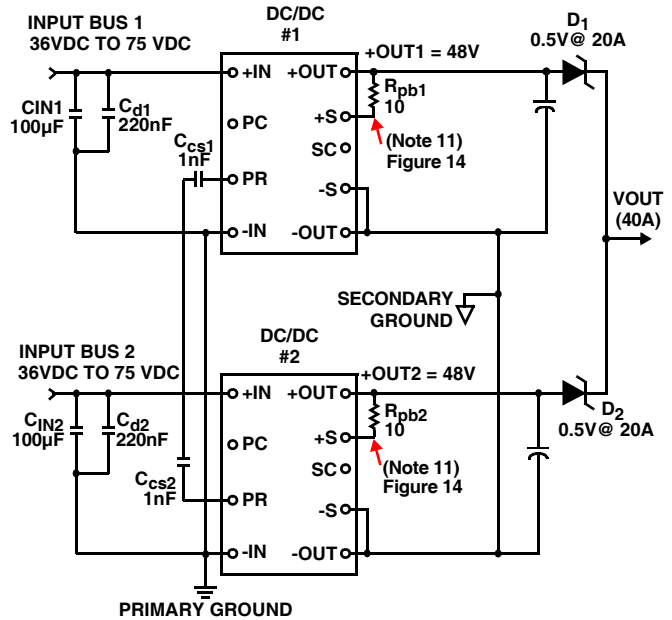 INPUT BUS 1
36VDC TO 75 VDC
DC/DC
#1
+OUT1 = 48V
D1
0.5V@ 20A
+IN
+OUT
CIN1
100µF
Cd1
220nF
Rpb1
10
PC
+S
(Note 11)
Figure 14
SC
Ccs1
1nF
PR
-S
-IN
-OUT
VOUT
(40A)
SECONDARY
GROUND
INPUT BUS 2
36VDC TO 75 VDC
DC/DC
#2
+OUT2 = 48V
+IN
+OUT
D2
0.5V@ 20A
CIN2
100µF
Cd2
220nF
Rpb2
10
PC
+S
(Note 11)
Figure 14
SC
Ccs2
1nF
PR
-S
-IN
-OUT
PRIMARY GROUND